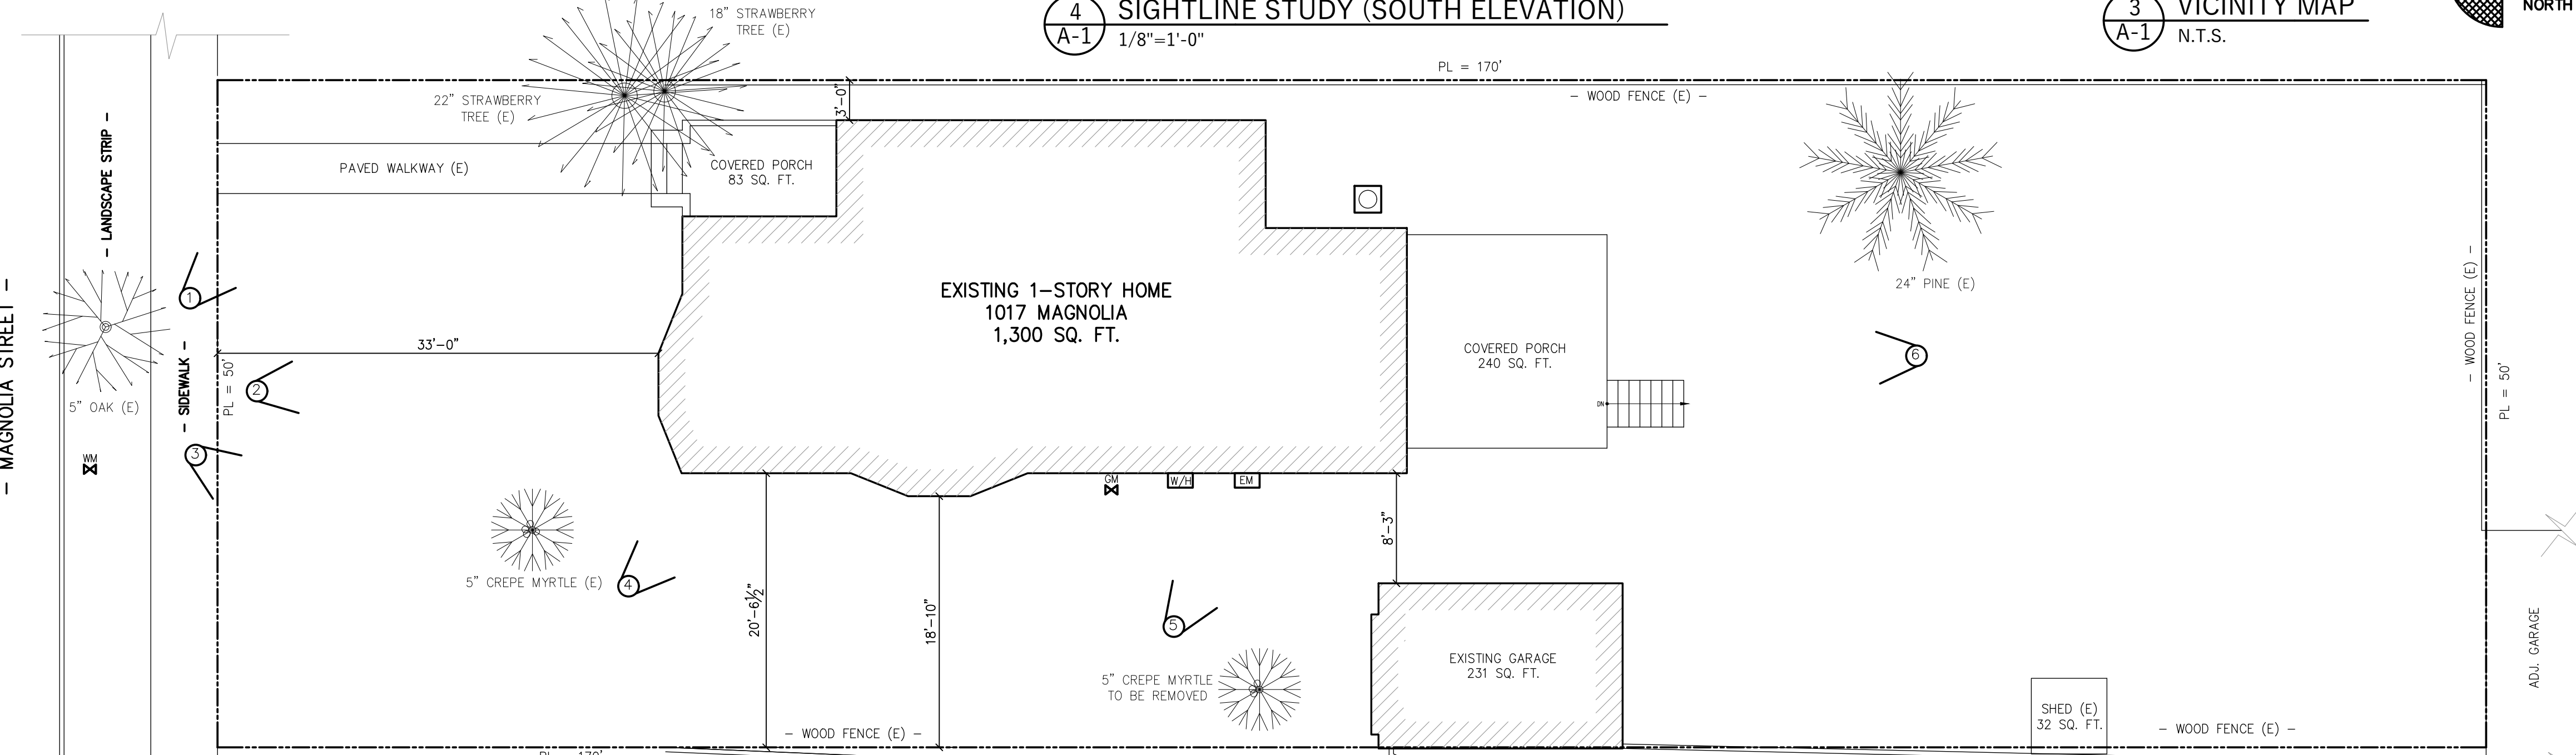 18" STRAWBERRY
TREE (E)
4
A-1
SIGHTLINE STUDY (SOUTH ELEVATION)
1/8"=1'-0"
3
A-1
VICINITY MAP
N.T.S.
NORTH
PL = 170'
22" STRAWBERRY
TREE (E)
3'-0"
- WOOD FENCE (E) -
- LANDSCAPE STRIP -
PAVED WALKWAY (E)
COVERED PORCH
83 SQ. FT.
- MAGNOLIA STREET -
1
EXISTING 1-STORY HOME
1017 MAGNOLIA
1,300 SQ. FT.
24" PINE (E)
- WOOD FENCE (E) -
33'-0"
COVERED PORCH
240 SQ. FT.
6
- SIDEWALK -
PL = 50'
2
5" OAK (E)
DN
PL = 50'
3
WM
GM
W/H
EM
8'-3"
5" CREPE MYRTLE (E)
4
20'-6½"
18'-10"
5
5" CREPE MYRTLE
TO BE REMOVED
EXISTING GARAGE
231 SQ. FT.
ADJ. GARAGE
SHED (E)
32 SQ. FT.
- WOOD FENCE (E) -
- WOOD FENCE (E) -
PL = 170'